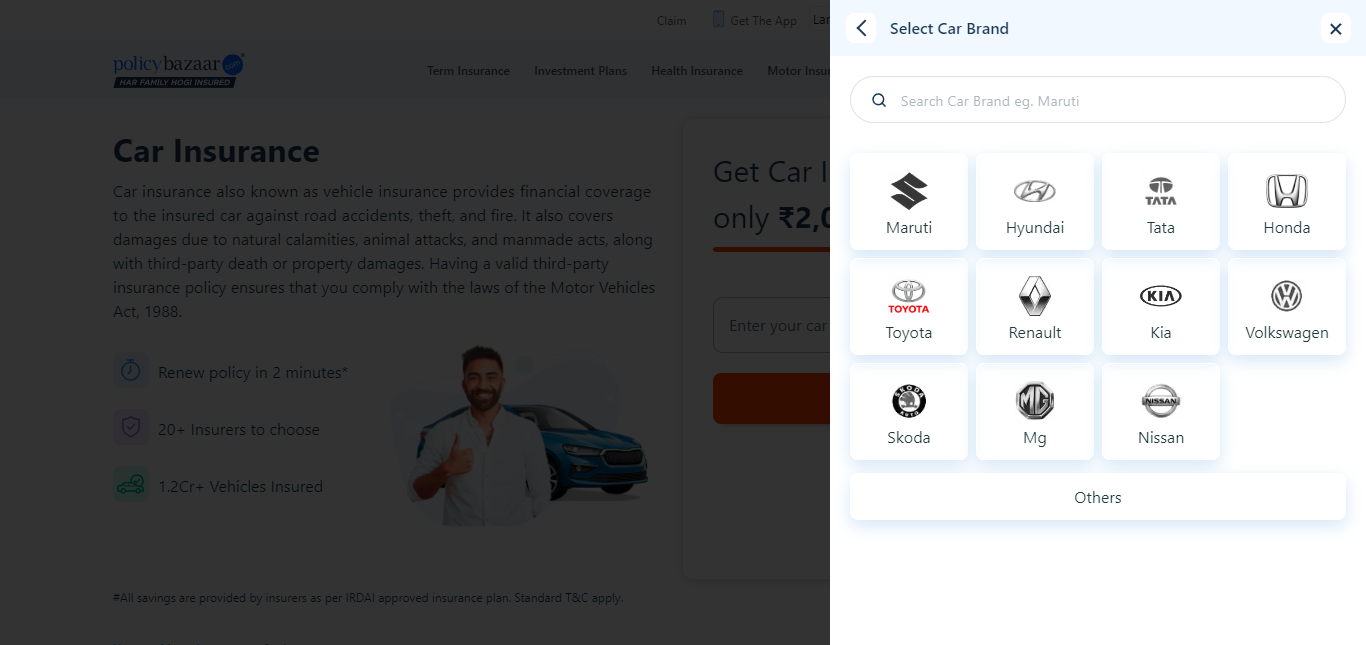 Claim
Get The App
Lan
policybazaar.com
HAR FAMILY HOGI INSURED
Term Insurance
Investment Plans
Health Insurance
Motor Insur
Car Insurance
Car insurance also known as vehicle insurance provides financial coverage
to the insured car against road accidents, theft, and fire. It also covers
damages due to natural calamities, animal attacks, and manmade acts, along
with third-party death or property damages. Having a valid third-party
insurance policy ensures that you comply with the laws of the Motor Vehicles
Act, 1988.
Renew policy in 2 minutes*
20+ Insurers to choose
1.2Cr+ Vehicles Insured
#All savings are provided by insurers as per IRDAI approved insurance plan. Standard T&C apply.
Get Car I
only ₹2,0
Enter your car
Select Car Brand
Search Car Brand eg. Maruti
Maruti
Hyundai
TATA
Tata
Honda
TOYOTA
Toyota
Renault
KIA
Kia
Volkswagen
SKODA
AUTO
Skoda
MG
Mg
NISSAN
Nissan
Others